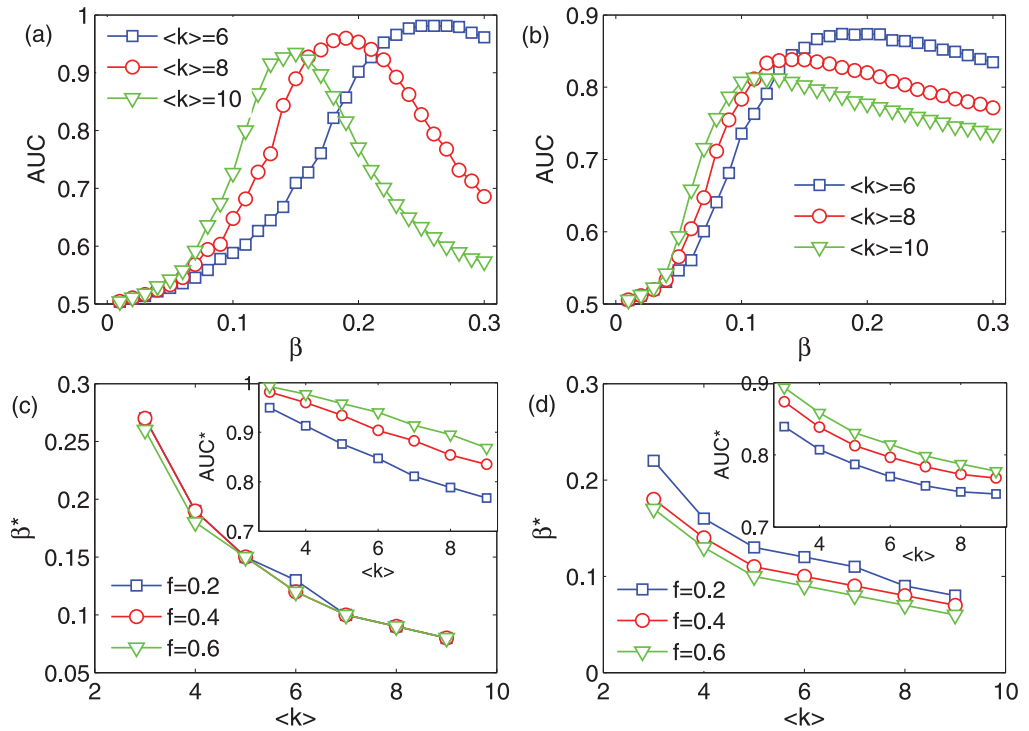 (a)
<k>=6
<k>=8
<k>=10
AUC
1
0.9
0.8
0.7
0.6
0.5
0
0.1
0.2
0.3
β
(b)
<k>=6
<k>=8
<k>=10
AUC
0.9
0.8
0.7
0.6
0.5
0
0.1
0.2
0.3
β
(c)
f=0.2
f=0.4
f=0.6
β*
0.3
0.25
0.2
0.15
0.1
0.05
2
4
6
8
10
<k>
AUC*
1
0.9
0.8
0.7
4
6
8
<k>
(d)
f=0.2
f=0.4
f=0.6
β*
0.3
0.2
0.1
0
2
4
6
8
10
<k>
AUC*
0.9
0.8
0.7
4
6
8
<k>